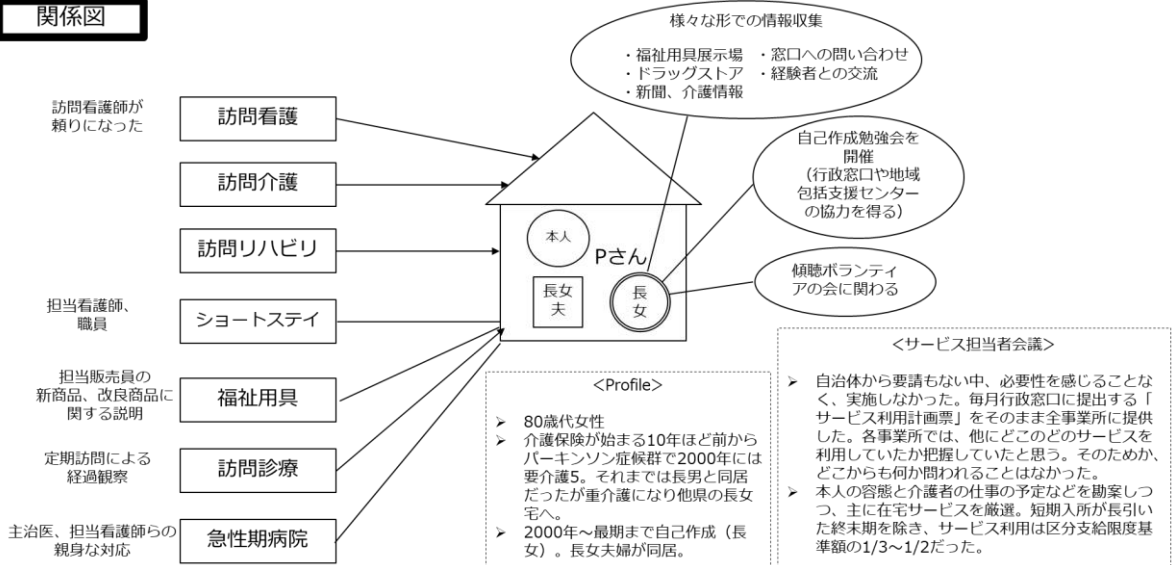 関係図
様々な形での情報収集
・福祉用具展示場 ・窓口への問い合わせ
・ドラッグストア ・経験者との交流
・新聞、介護情報
訪問看護師が
頼りになった
訪問看護
訪問介護
訪問リハビリ
担当看護師、
職員
ショートステイ
担当販売員の
新商品、改良商品に
関する説明
福祉用具
定期訪問による
経過観察
訪問診療
主治医、担当看護師らの
親身な対応
急性期病院
本人
Pさん
長女
夫
長
女
自己作成勉強会を
開催
(行政窓口や地域
包括支援センター
の協力を得る)
傾聴ボランティ
アの会に関わる
<Profile>
➢ 80歳代女性
➢ 介護保険が始まる10年ほど前から
パーキンソン症候群で2000年には
要介護5。それまでは長男と同居
だったが重介護になり他県の長女
宅へ。
➢ 2000年~最期まで自己作成(長
女)。長女夫婦が同居。
<サービス担当者会議>
➢ 自治体から要請もない中、必要性を感じることな
く、実施しなかった。毎月行政窓口に提出する「
サービス利用計画票」をそのまま全事業所に提供
した。各事業所では、他にどこのどのサービスを
利用していたか把握していたと思う。そのためか、
どこからも何か問われることはなかった。
➢ 本人の容態と介護者の仕事の予定などを勘案しつ
つ、主に在宅サービスを厳選。短期入所が長引い
た終末期を除き、サービス利用は区分支給限度基
準額の1/3~1/2だった。